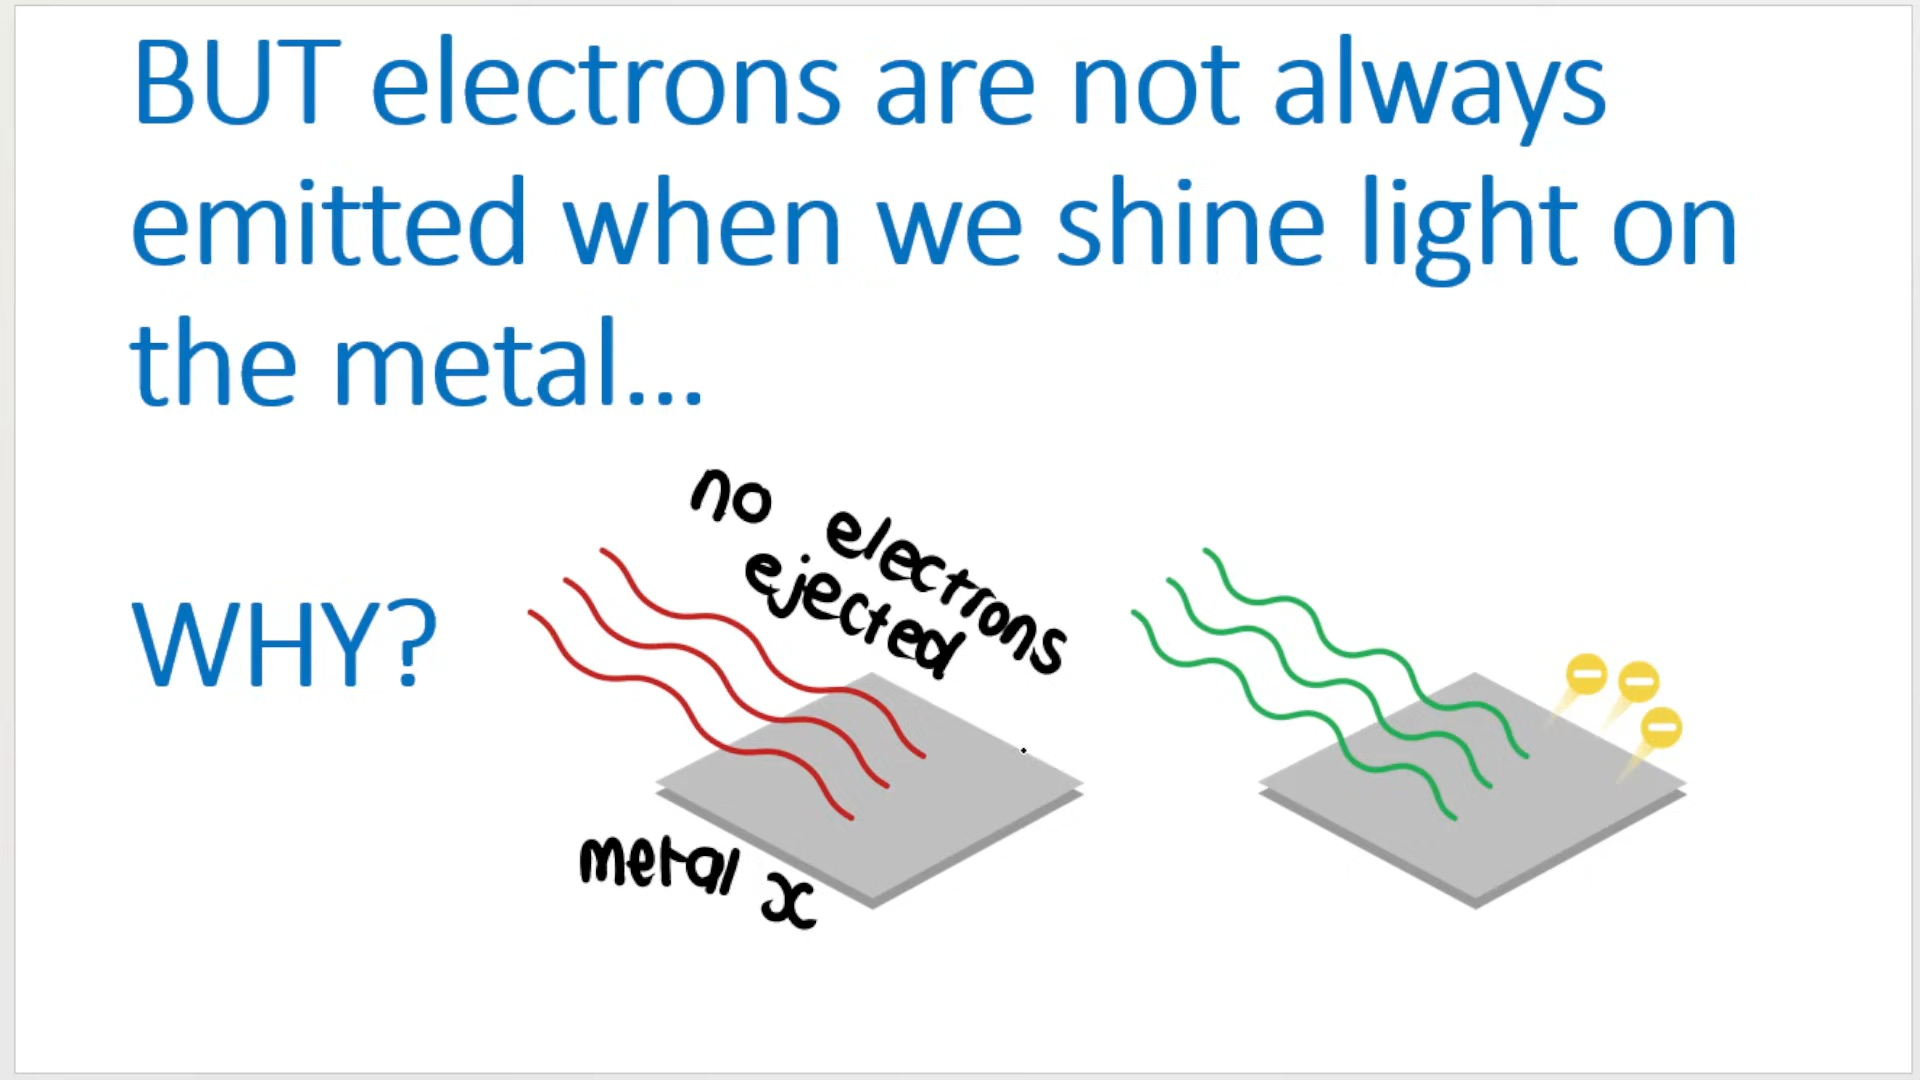 BUT electrons are not always
emitted when we shine light on
the metal...
WHY?
no electrons
ejected
metal x